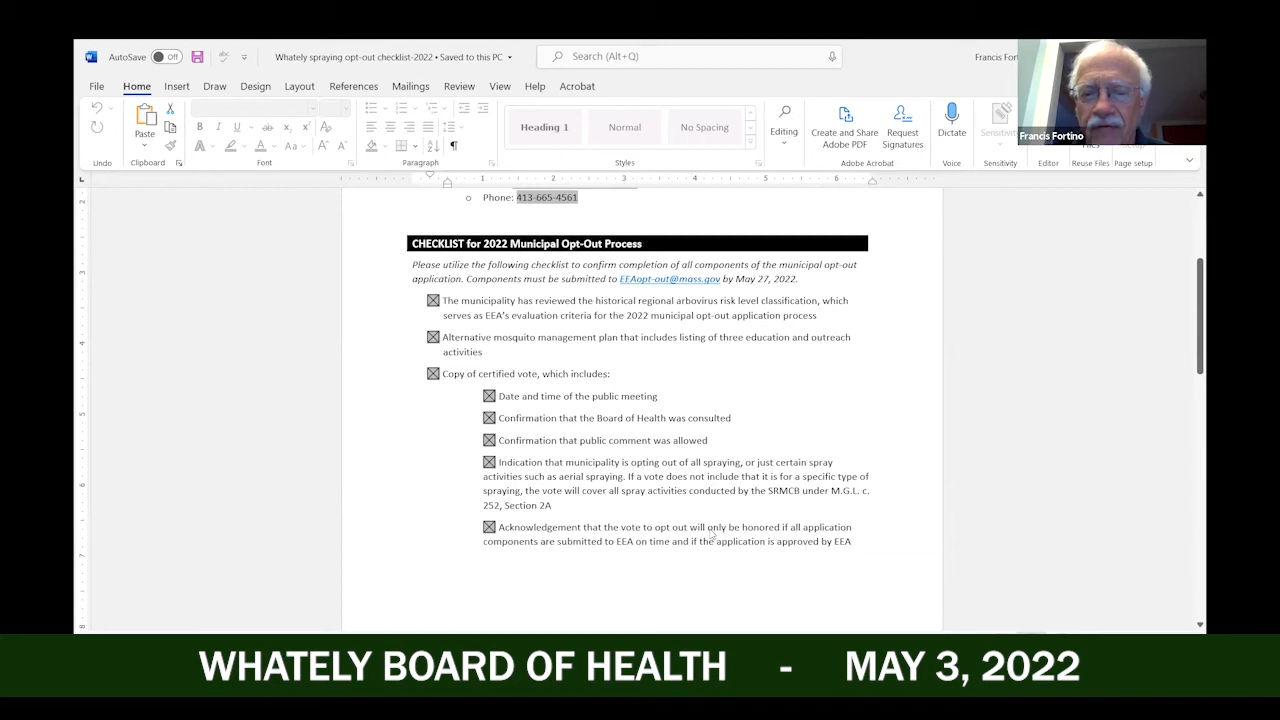 AutoSave Off Whately spraying opt-out checklist-2022 • Saved to this PC Search (Alt+Q) Francis Fort
File Home Insert Draw Design Layout References Mailings Review View Help Acrobat
Paste
Heading 1 Normal No Spacing
Editing
Create and Share Adobe PDF
Request Signatures
Dictate
Sensitivity
Francis Fortino
Undo Clipboard Font Paragraph Styles Adobe Acrobat Voice Sensitivity Editor Reuse Files Page setup
1 2 3 4 5 6
o Phone: 413-665-4561
CHECKLIST for 2022 Municipal Opt-Out Process
Please utilize the following checklist to confirm completion of all components of the municipal opt-out
application. Components must be submitted to EEAopt-out@mass.gov by May 27, 2022.
☒ The municipality has reviewed the historical regional arbovirus risk level classification, which
serves as EEA's evaluation criteria for the 2022 municipal opt-out application process
☒ Alternative mosquito management plan that includes listing of three education and outreach
activities
☒ Copy of certified vote, which includes:
☒ Date and time of the public meeting
☒ Confirmation that the Board of Health was consulted
☒ Confirmation that public comment was allowed
☒ Indication that municipality is opting out of all spraying, or just certain spray
activities such as aerial spraying. If a vote does not include that it is for a specific type of
spraying, the vote will cover all spray activities conducted by the SRMCB under M.G.L. c.
252, Section 2A
☒ Acknowledgement that the vote to opt out will only be honored if all application
components are submitted to EEA on time and if the application is approved by EEA
WHATELY BOARD OF HEALTH - MAY 3, 2022